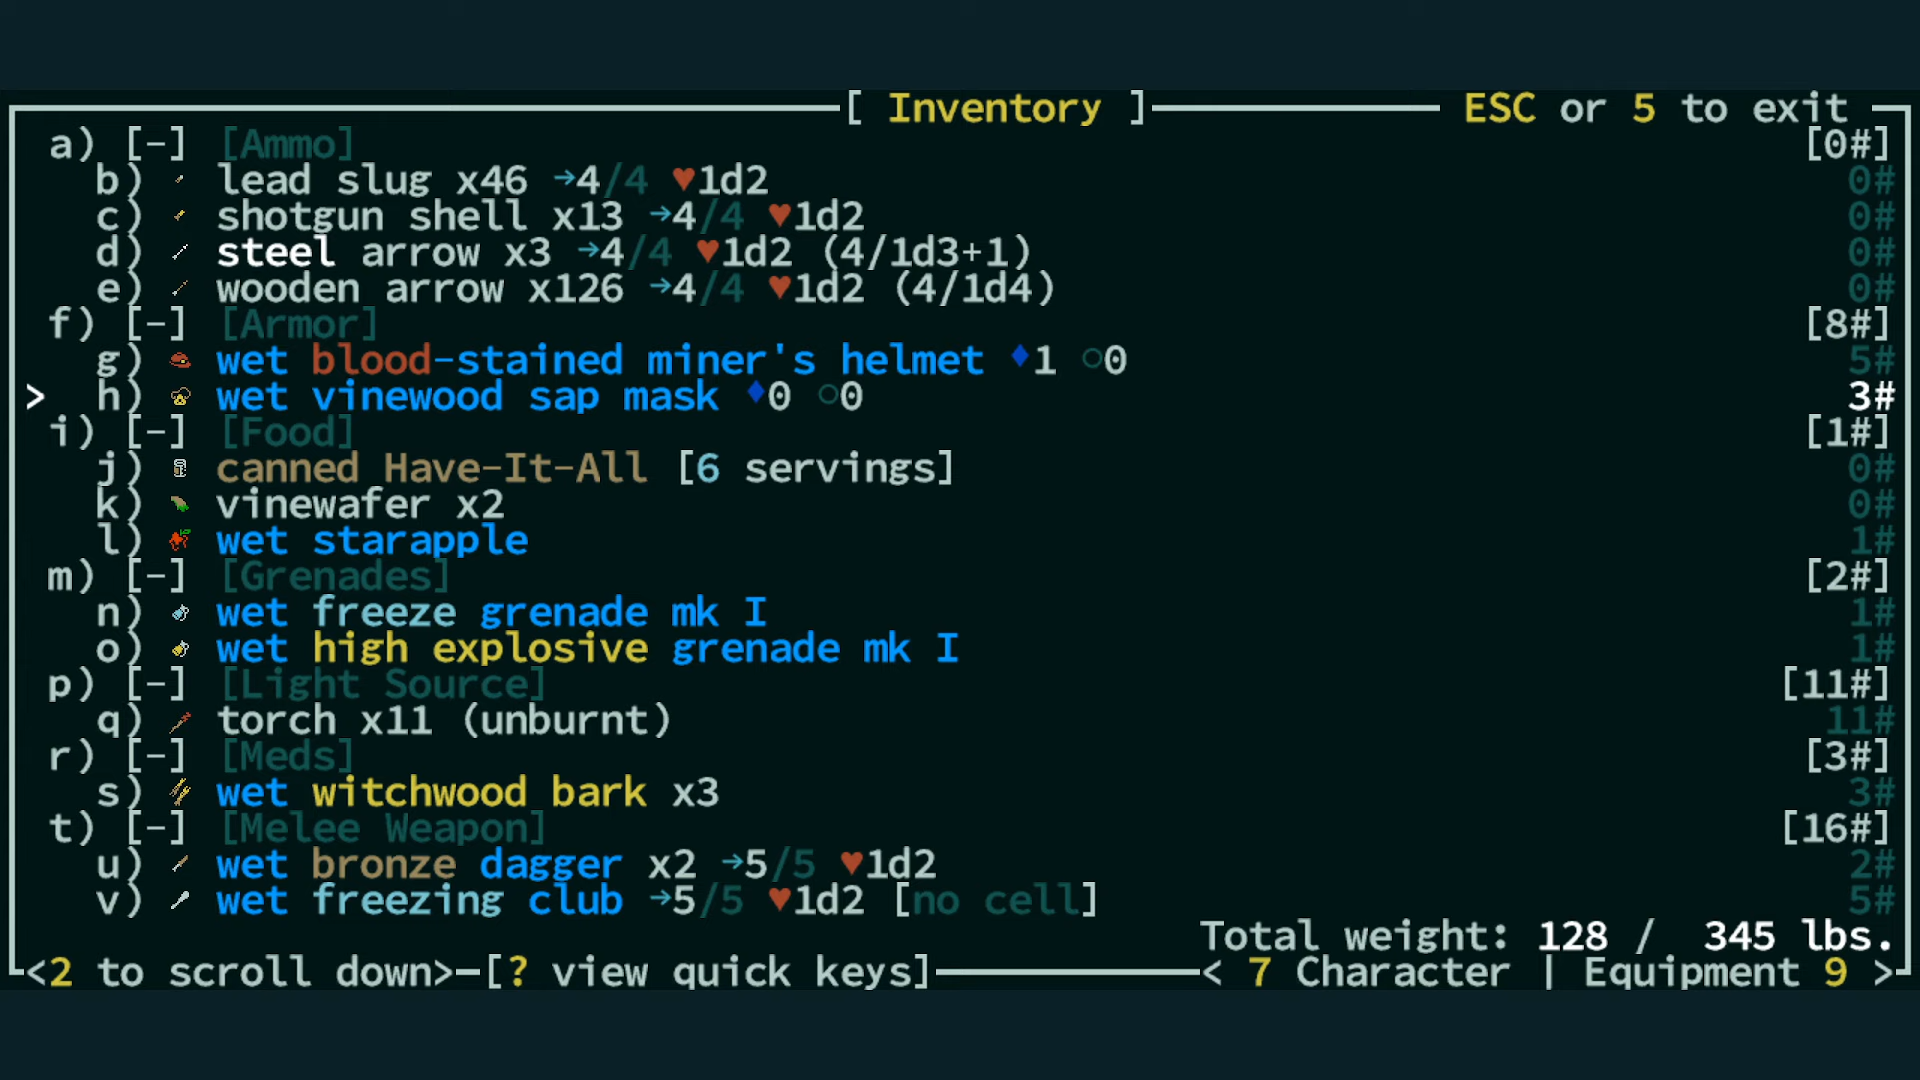 [ Inventory ] ESC or 5 to exit
a) [-] [Ammo] [0#]
b) lead slug x46 →4/4 ♥1d2 0#
c) shotgun shell x13 →4/4 ♥1d2 0#
d) steel arrow x3 →4/4 ♥1d2 (4/1d3+1) 0#
e) wooden arrow x126 →4/4 ♥1d2 (4/1d4) 0#
f) [-] [Armor] [8#]
g) wet blood-stained miner's helmet ♦1 ○0 5#
> h) wet vinewood sap mask ♦0 ○0 3#
i) [-] [Food] [1#]
j) canned Have-It-All [6 servings] 0#
k) vinewafer x2 0#
l) wet starapple 1#
m) [-] [Grenades] [2#]
n) wet freeze grenade mk I 1#
o) wet high explosive grenade mk I 1#
p) [-] [Light Source] [11#]
q) torch x11 (unburnt) 11#
r) [-] [Meds] [3#]
s) wet witchwood bark x3 3#
t) [-] [Melee Weapon] [16#]
u) wet bronze dagger x2 →5/5 ♥1d2 2#
v) wet freezing club →5/5 ♥1d2 [no cell] 5#
Total weight: 128 / 345 lbs.
<2 to scroll down> [? view quick keys] < 7 Character | Equipment 9 >